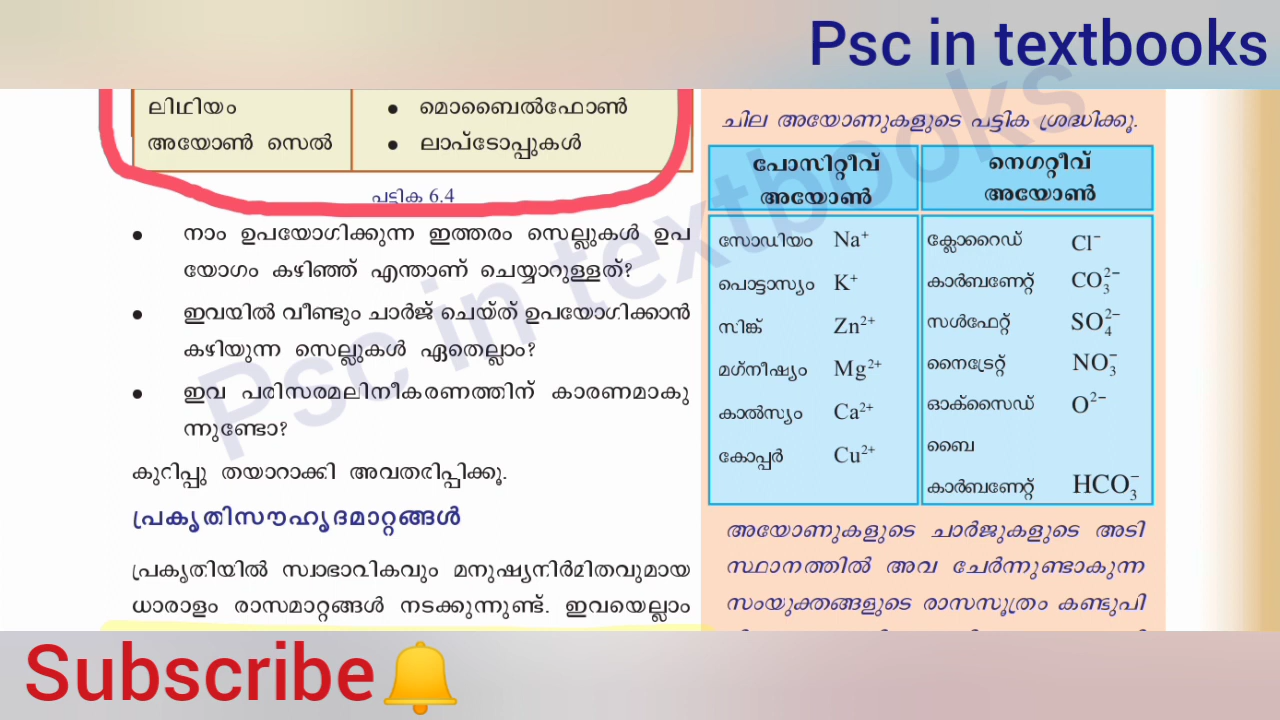 Psc in textbooks
ലിഥിയം
അയോൺ സെൽ
• മൊബൈൽഫോൺ
• ലാപ്ടോപ്പുകൾ
പട്ടിക 6.4
• നാം ഉപയോഗിക്കുന്ന ഇത്തരം സെല്ലുകൾ ഉപ
യോഗം കഴിഞ്ഞ് എന്താണ് ചെയ്യാറുള്ളത്?
• ഇവയിൽ വീണ്ടും ചാർജ് ചെയ്ത് ഉപയോഗിക്കാൻ
കഴിയുന്ന സെല്ലുകൾ ഏതെല്ലാം?
• ഇവ പരിസരമലിനീകരണത്തിന് കാരണമാകു
ന്നുണ്ടോ?
കുറിപ്പു തയാറാക്കി അവതരിപ്പിക്കൂ.
പ്രകൃതിസൗഹൃദമാറ്റങ്ങൾ
പ്രകൃതിയിൽ സ്വാഭാവികവും മനുഷ്യനിർമിതവുമായ
ധാരാളം രാസമാറ്റങ്ങൾ നടക്കുന്നുണ്ട്. ഇവയെല്ലാം
ചില അയോണുകളുടെ പട്ടിക ശ്രദ്ധിക്കൂ.
പോസിറ്റീവ്
അയോൺ
നെഗറ്റീവ്
അയോൺ
സോഡിയം Na⁺
പൊട്ടാസ്യം K⁺
സിങ്ക് Zn²⁺
മഗ്നീഷ്യം Mg²⁺
കാൽസ്യം Ca²⁺
കോപ്പർ Cu²⁺
ക്ലോറൈഡ് Cl⁻
കാർബണേറ്റ് CO₃²⁻
സൾഫേറ്റ് SO₄²⁻
നൈട്രേറ്റ് NO₃⁻
ഓക്സൈഡ് O²⁻
ബൈ
കാർബണേറ്റ് HCO₃⁻
അയോണുകളുടെ ചാർജുകളുടെ അടി
സ്ഥാനത്തിൽ അവ ചേർന്നുണ്ടാകുന്ന
സംയുക്തങ്ങളുടെ രാസസൂത്രം കണ്ടുപി
Psc in textbooks
Subscribe